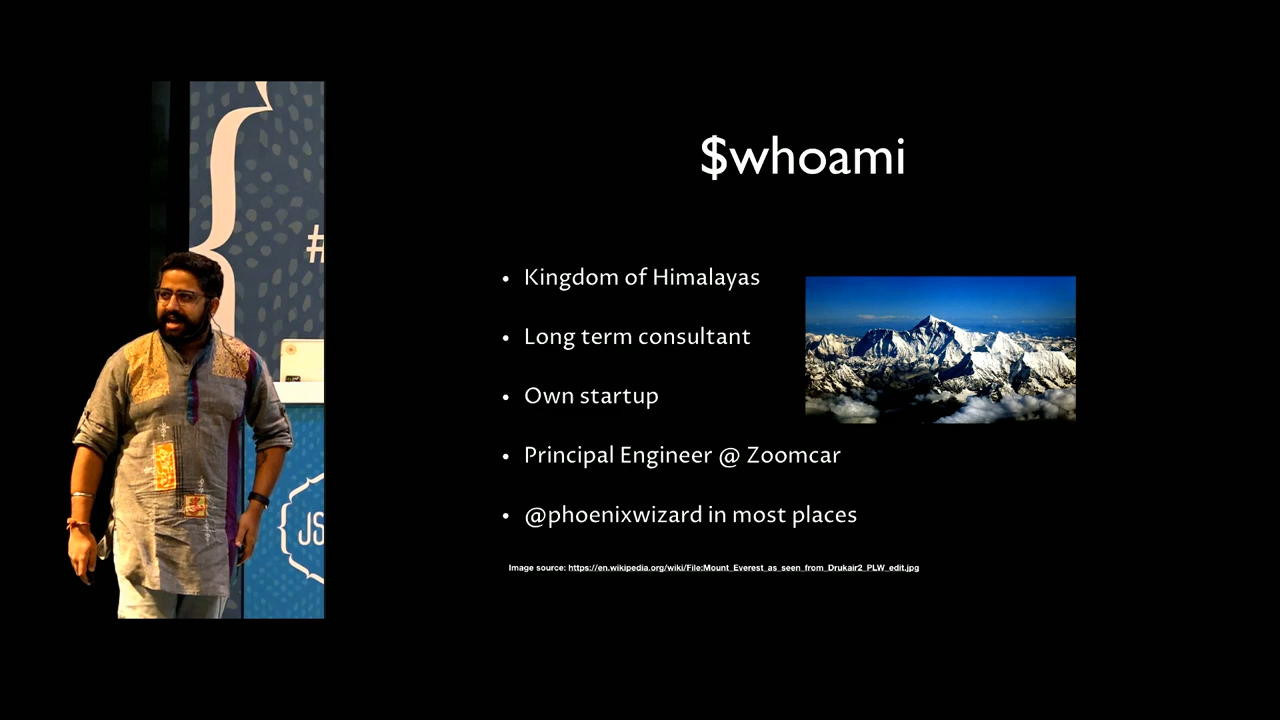 $whoami
#
• Kingdom of Himalayas
• Long term consultant
• Own startup
• Principal Engineer @ Zoomcar
• @phoenixwizard in most places
JS
Image source: https://en.wikipedia.org/wiki/File:Mount_Everest_as_seen_from_Drukair2_PLW_edit.jpg